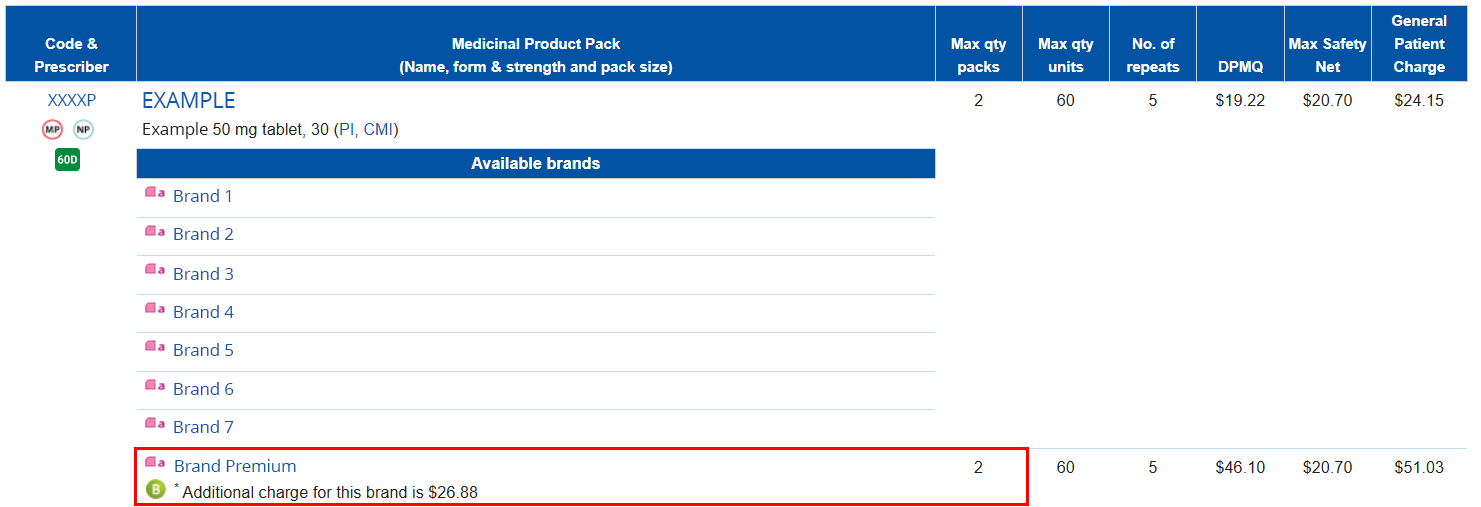 Code & Prescriber Medicinal Product Pack (Name, form & strength and pack size) Max qty packs Max qty units No. of repeats DPMQ Max Safety Net General Patient Charge
XXXXP EXAMPLE 2 60 5 $19.22 $20.70 $24.15
MP NP Example 50 mg tablet, 30 (PI, CMI)
60D
Available brands
a Brand 1
a Brand 2
a Brand 3
a Brand 4
a Brand 5
a Brand 6
a Brand 7
a Brand Premium 2 60 5 $46.10 $20.70 $51.03
B * Additional charge for this brand is $26.88